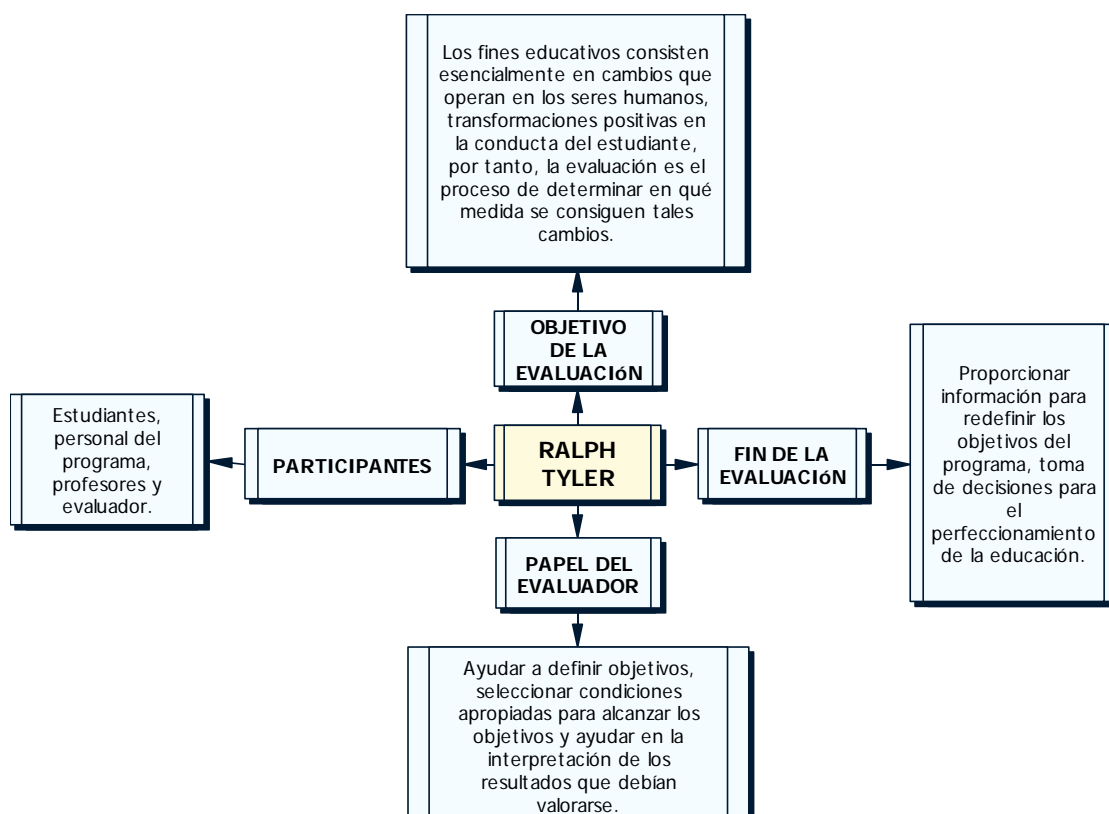 Los fines educativos consisten
esencialmente en cambios que
operan en los seres humanos,
transformaciones positivas en
la conducta del estudiante,
por tanto, la evaluación es el
proceso de determinar en qué
medida se consiguen tales
cambios.
OBJETIVO
DE LA
EVALUACIóN
Estudiantes,
personal del
programa,
profesores y
evaluador.
PARTICIPANTES
RALPH
TYLER
FIN DE LA
EVALUACIóN
Proporcionar
información para
redefinir los
objetivos del
programa, toma
de decisiones para
el
perfeccionamiento
de la educación.
PAPEL DEL
EVALUADOR
Ayudar a definir objetivos,
seleccionar condiciones
apropiadas para alcanzar los
objetivos y ayudar en la
interpretación de los
resultados que debían
valorarse.